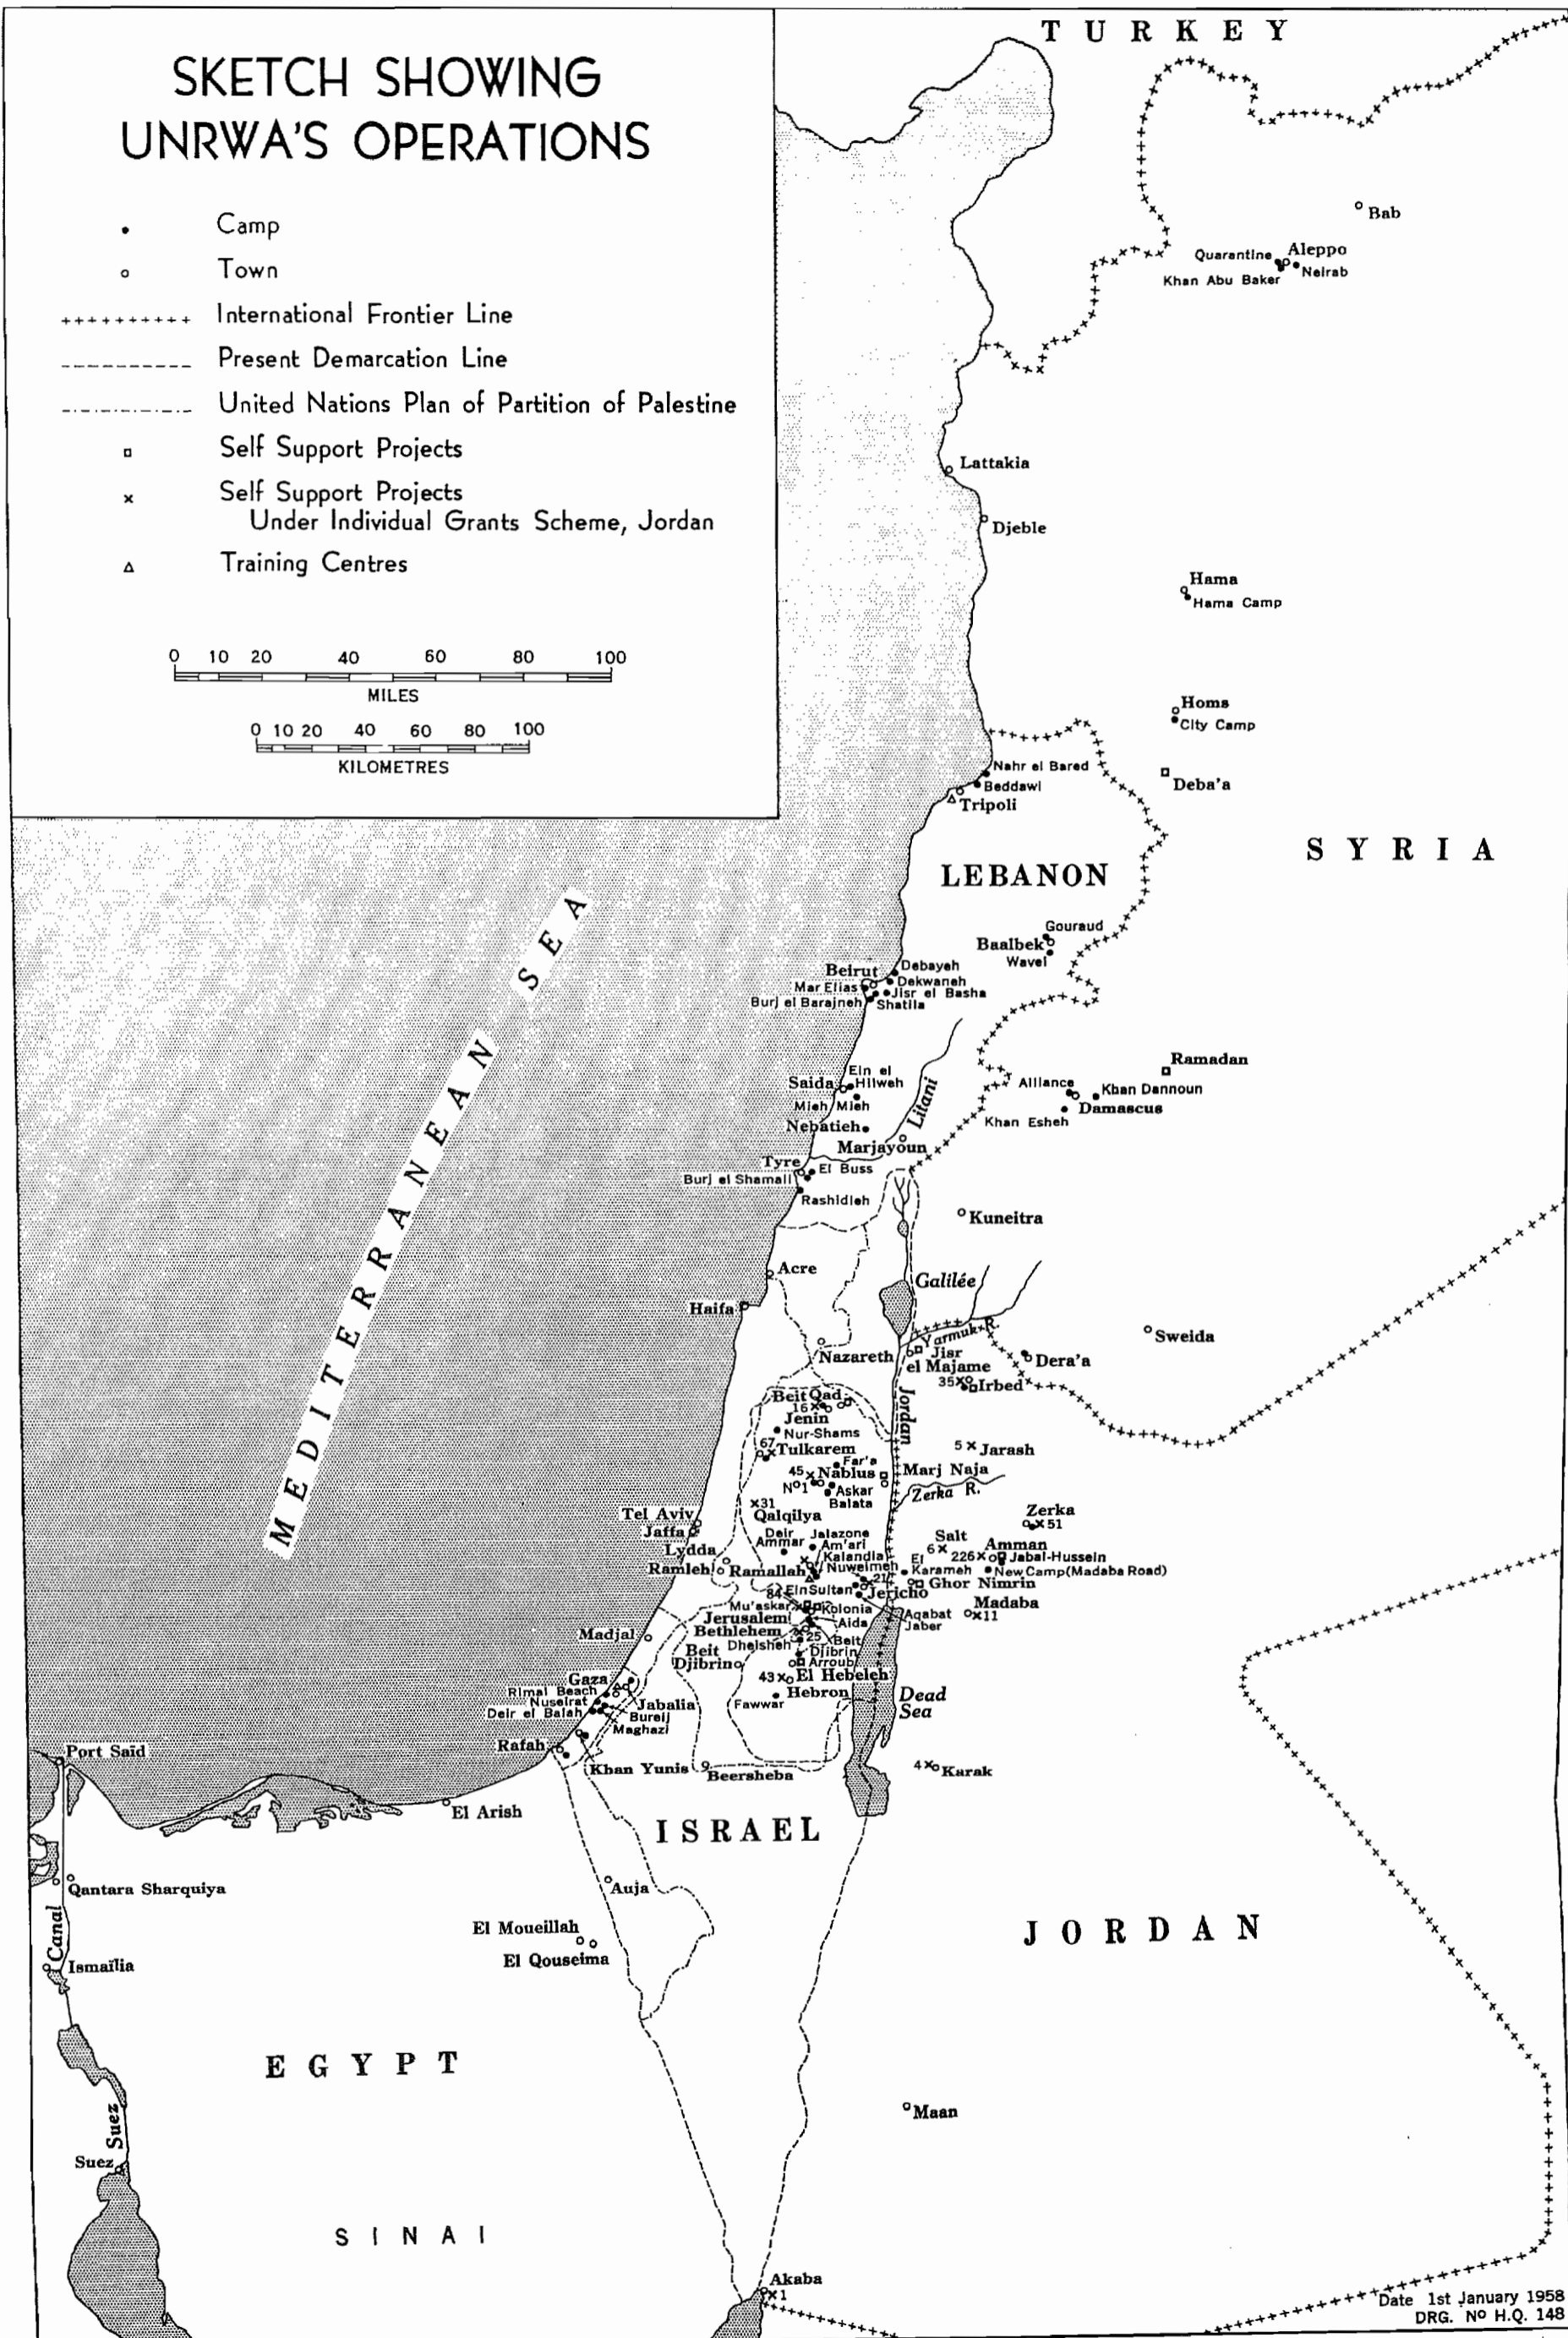 SKETCH SHOWING
UNRWA'S OPERATIONS
Camp
Town
International Frontier Line
Present Demarcation Line
United Nations Plan of Partition of Palestine
Self Support Projects
Self Support Projects
Under Individual Grants Scheme, Jordan
Training Centres
0 10 20 40 60 80 100
MILES
0 10 20 40 60 80 100
KILOMETRES
TURKEY
Bab
Quarantine
Aleppo
Khan Abu Baker
Neirab
Lattakia
Djeble
Hama
Hama Camp
Homs
City Camp
Nahr el Bared
Beddawi
Tripoli
Deba'a
SYRIA
LEBANON
MEDITERRANEAN SEA
Gouraud
Baalbek
Wavel
Beirut
Debayeh
Mar Elias
Dekwaneh
Jisr el Basha
Burj el Barajneh
Shatila
Ramadan
Ein el
Hilweh
Saida
Alliance
Khan Dannoun
Mieh Mieh
Litani
Damascus
Khan Esheh
Nebatieh
Marjayoun
Tyre
El Buss
Burj el Shamali
Rashidieh
Kuneitra
Acre
Galilée
Haifa
Yarmuk R.
Sweida
Nazareth
Jisr
el Majame
Dera'a
35
Irbed
Jordan
Beit Qad
16
Jenin
Nur-Shams
67
Tulkarem
5
Jarash
Far'a
45
Nablus
Marj Naja
Nº1
Askar
Balata
Zerka R.
31
Qalqilya
Zerka
51
Tel Aviv
Jaffa
Deir
Ammar
Jalazone
Am'ari
Salt
6
Amman
226
Jabal-Hussein
Lydda
Kalandia
El
Karameh
New Camp (Madaba Road)
Ramleh
Ramallah
Nuweimeh
21
Ghor Nimrin
84
Ein Sultan
Jericho
Madaba
11
Mu'askar
Kolonia
Aqabat
Jaber
Jerusalem
Aida
Bethlehem
25
Beit
Djibrin
Madjal
Dheisheh
Beit
Djibrin
Arroub
43
El Hebeleh
Gaza
Rimal Beach
Hebron
Dead
Sea
Nuseirat
Jabalia
Fawwar
Deir el Balah
Bureij
Maghazi
Rafah
Port Saïd
Khan Yunis
Beersheba
4
Karak
El Arish
ISRAEL
Qantara Sharquiya
Auja
Canal
El Moueillah
JORDAN
Ismaïlia
El Qouseima
EGYPT
Maan
Suez
Suez
SINAI
Akaba
1
Date 1st January 1958
DRG. Nº H.Q. 148